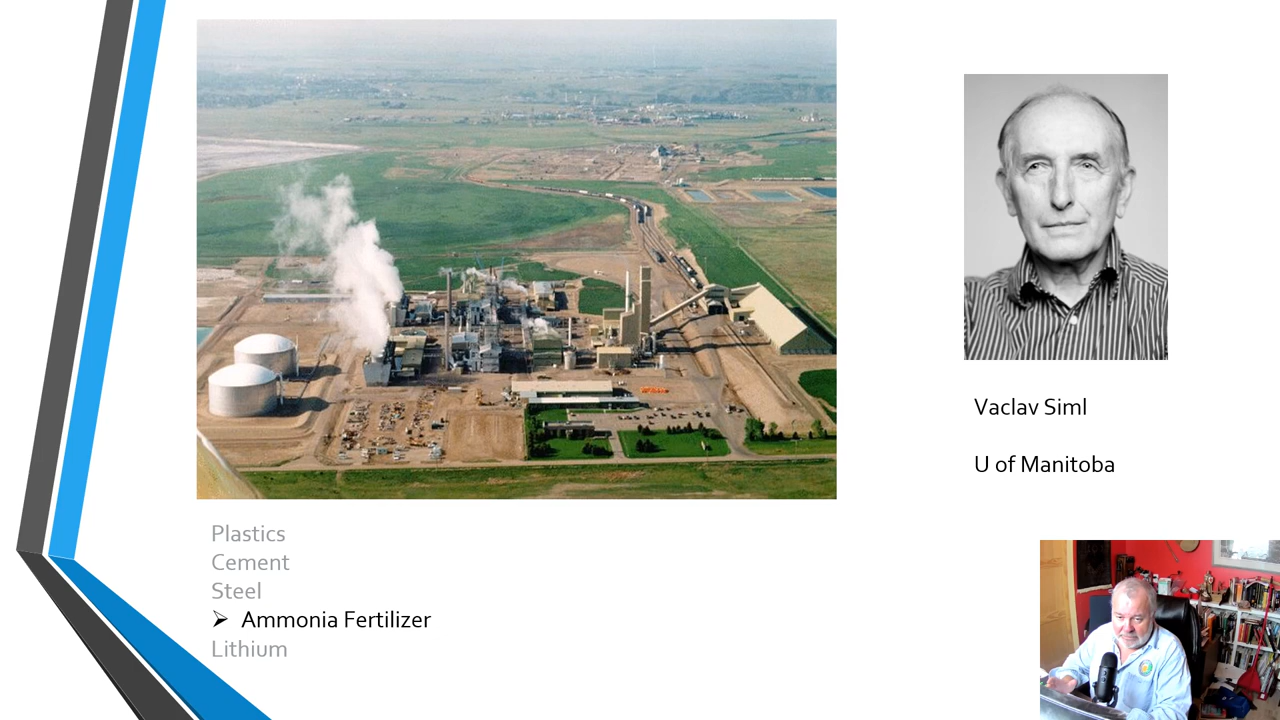 Vaclav Siml
U of Manitoba
Plastics
Cement
Steel
Ammonia Fertilizer
Lithium